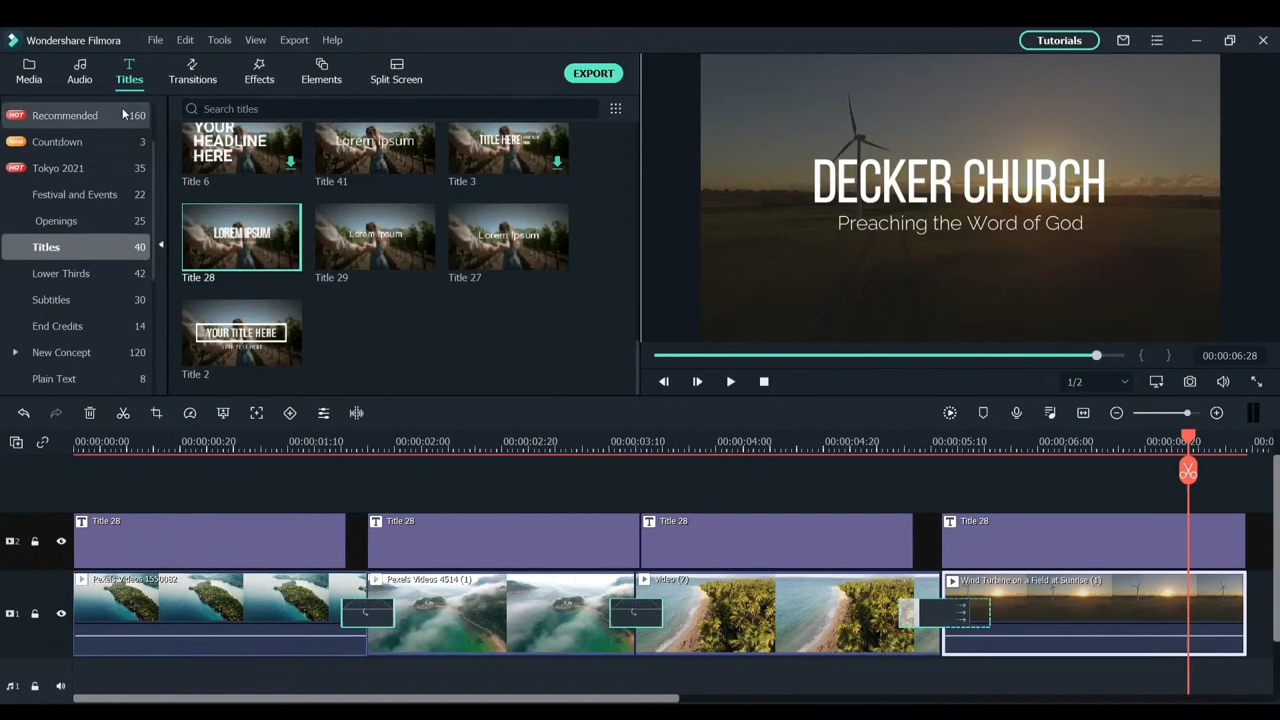 Wondershare Filmora File Edit Tools View Export Help Tutorials
Media Audio Titles Transitions Effects Elements Split Screen EXPORT
HOT Recommended 160
New Countdown 3
HOT Tokyo 2021 35
Festival and Events 22
Openings 25
Titles 40
Lower Thirds 42
Subtitles 30
End Credits 14
New Concept 120
Plain Text 8
Search titles
YOUR
HEADLINE
HERE
Lorem Ipsum
TITLE HERE
Title 6 Title 41 Title 3
LOREM IPSUM
Lorem Ipsum
Lorem Ipsum
Title 28 Title 29 Title 27
YOUR TITLE HERE
Title 2
DECKER CHURCH
Preaching the Word of God
{ } 00:00:06:28
1/2
00:00:00:00 00:00:00:20 00:00:01:10 00:00:02:00 00:00:02:20 00:00:03:10 00:00:04:00 00:00:04:20 00:00:05:10 00:00:06:00
2 T Title 28 T Title 28 T Title 28 T Title 28
1 Pexels Videos 1550082 Pexels Videos 4514 (1) video (7) Wind Turbine on a Field at Sunrise (1)
1